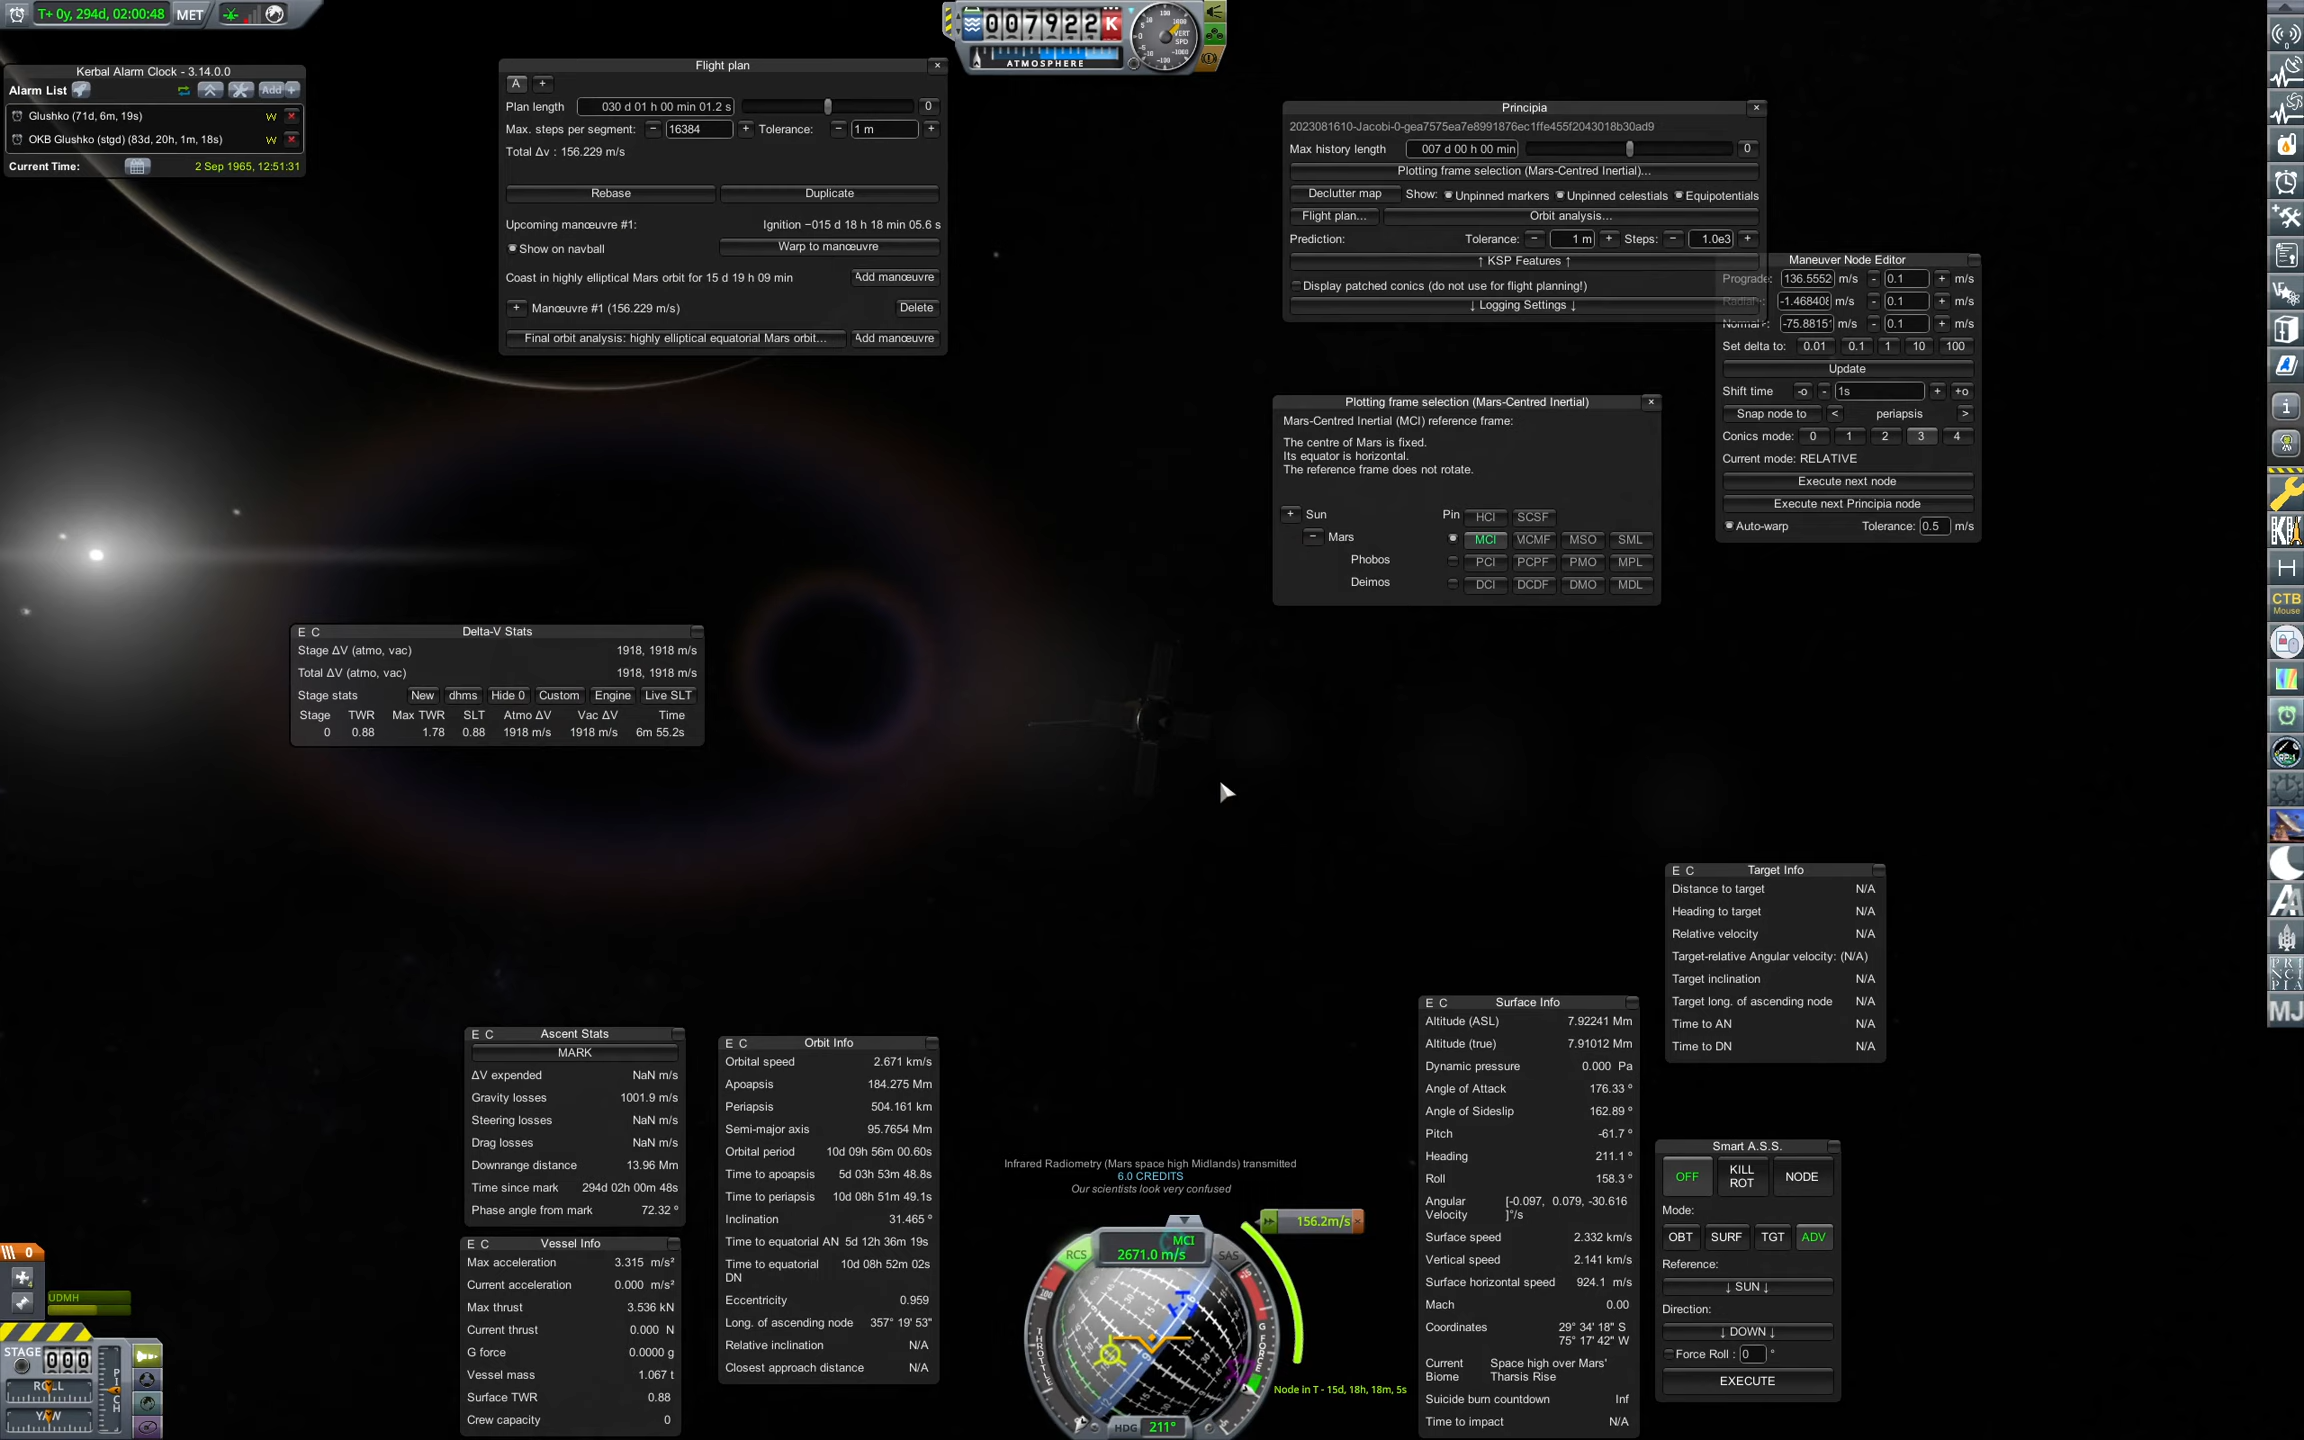 T+ 0y, 294d, 02:00:48 MET
007922 K
100
VERT SPD
ATMOSPHERE
Kerbal Alarm Clock - 3.14.0.0
Alarm List Add +
Glushko (71d, 6m, 19s) W ×
OKB Glushko (stgd) (83d, 20h, 1m, 18s) W ×
Current Time: 2 Sep 1965, 12:51:31
Flight plan ×
A +
Plan length 030 d 01 h 00 min 01.2 s 0
Max. steps per segment: − 16384 + Tolerance: − 1 m +
Total Δv : 156.229 m/s
Rebase Duplicate
Upcoming manœuvre #1: Ignition −015 d 18 h 18 min 05.6 s
Show on navball Warp to manœuvre
Coast in highly elliptical Mars orbit for 15 d 19 h 09 min Add manœuvre
+ Manœuvre #1 (156.229 m/s) Delete
Final orbit analysis: highly elliptical equatorial Mars orbit... Add manœuvre
Principia ×
2023081610-Jacobi-0-gea7575ea7e8991876ec1ffe455f2043018b30ad9
Max history length 007 d 00 h 00 min 0
Plotting frame selection (Mars-Centred Inertial)...
Declutter map Show: Unpinned markers Unpinned celestials Equipotentials
Flight plan... Orbit analysis...
Prediction: Tolerance: − 1 m + Steps: − 1.0e3 +
↑ KSP Features ↑
Display patched conics (do not use for flight planning!)
↓ Logging Settings ↓
Maneuver Node Editor
Prograde: 136.5552 m/s - 0.1 + m/s
Radial+: -1.468408 m/s - 0.1 + m/s
Normal+: -75.88151 m/s - 0.1 + m/s
Set delta to: 0.01 0.1 1 10 100
Update
Shift time -o - 1s + +o
Snap node to < periapsis >
Conics mode: 0 1 2 3 4
Current mode: RELATIVE
Execute next node
Execute next Principia node
Auto-warp Tolerance: 0.5 m/s
Plotting frame selection (Mars-Centred Inertial) ×
Mars-Centred Inertial (MCI) reference frame:
The centre of Mars is fixed.
Its equator is horizontal.
The reference frame does not rotate.
+ Sun Pin HCI SCSF
− Mars MCI MCMF MSO SML
Phobos PCI PCPF PMO MPL
Deimos DCI DCDF DMO MDL
E C Delta-V Stats
Stage ΔV (atmo, vac) 1918, 1918 m/s
Total ΔV (atmo, vac) 1918, 1918 m/s
Stage stats New dhms Hide 0 Custom Engine Live SLT
Stage TWR Max TWR SLT Atmo ΔV Vac ΔV Time
0 0.88 1.78 0.88 1918 m/s 1918 m/s 6m 55.2s
E C Target Info
Distance to target N/A
Heading to target N/A
Relative velocity N/A
Target-relative Angular velocity: (N/A)
Target inclination N/A
Target long. of ascending node N/A
Time to AN N/A
Time to DN N/A
E C Ascent Stats
MARK
ΔV expended NaN m/s
Gravity losses 1001.9 m/s
Steering losses NaN m/s
Drag losses NaN m/s
Downrange distance 13.96 Mm
Time since mark 294d 02h 00m 48s
Phase angle from mark 72.32 º
E C Vessel Info
Max acceleration 3.315 m/s²
Current acceleration 0.000 m/s²
Max thrust 3.536 kN
Current thrust 0.000 N
G force 0.0000 g
Vessel mass 1.067 t
Surface TWR 0.88
Crew capacity 0
E C Orbit Info
Orbital speed 2.671 km/s
Apoapsis 184.275 Mm
Periapsis 504.161 km
Semi-major axis 95.7654 Mm
Orbital period 10d 09h 56m 00.60s
Time to apoapsis 5d 03h 53m 48.8s
Time to periapsis 10d 08h 51m 49.1s
Inclination 31.465 º
Time to equatorial AN 5d 12h 36m 19s
Time to equatorial DN 10d 08h 52m 02s
Eccentricity 0.959
Long. of ascending node 357° 19' 53"
Relative inclination N/A
Closest approach distance N/A
Infrared Radiometry (Mars space high Midlands) transmitted
6.0 CREDITS
Our scientists look very confused
156.2m/s
MCI
2671.0 m/s
RCS SAS
THROTTLE
G FORCE
HDG 211°
Node in T - 15d, 18h, 18m, 5s
E C Surface Info
Altitude (ASL) 7.92241 Mm
Altitude (true) 7.91012 Mm
Dynamic pressure 0.000 Pa
Angle of Attack 176.33 º
Angle of Sideslip 162.89 º
Pitch -61.7 º
Heading 211.1 º
Roll 158.3 º
Angular Velocity [-0.097, 0.079, -30.616 ]°/s
Surface speed 2.332 km/s
Vertical speed 2.141 km/s
Surface horizontal speed 924.1 m/s
Mach 0.00
Coordinates 29° 34' 18" S
75° 17' 42" W
Current Biome Space high over Mars' Tharsis Rise
Suicide burn countdown Inf
Time to impact N/A
Smart A.S.S.
OFF KILL ROT NODE
Mode:
OBT SURF TGT ADV
Reference:
↓ SUN ↓
Direction:
↓ DOWN ↓
Force Roll : 0 °
EXECUTE
0
4
UDMH
STAGE 000
ROLL
YAW
PITCH
CTB
Mouse
RP-1
PRI
NCI
PIA
MJ